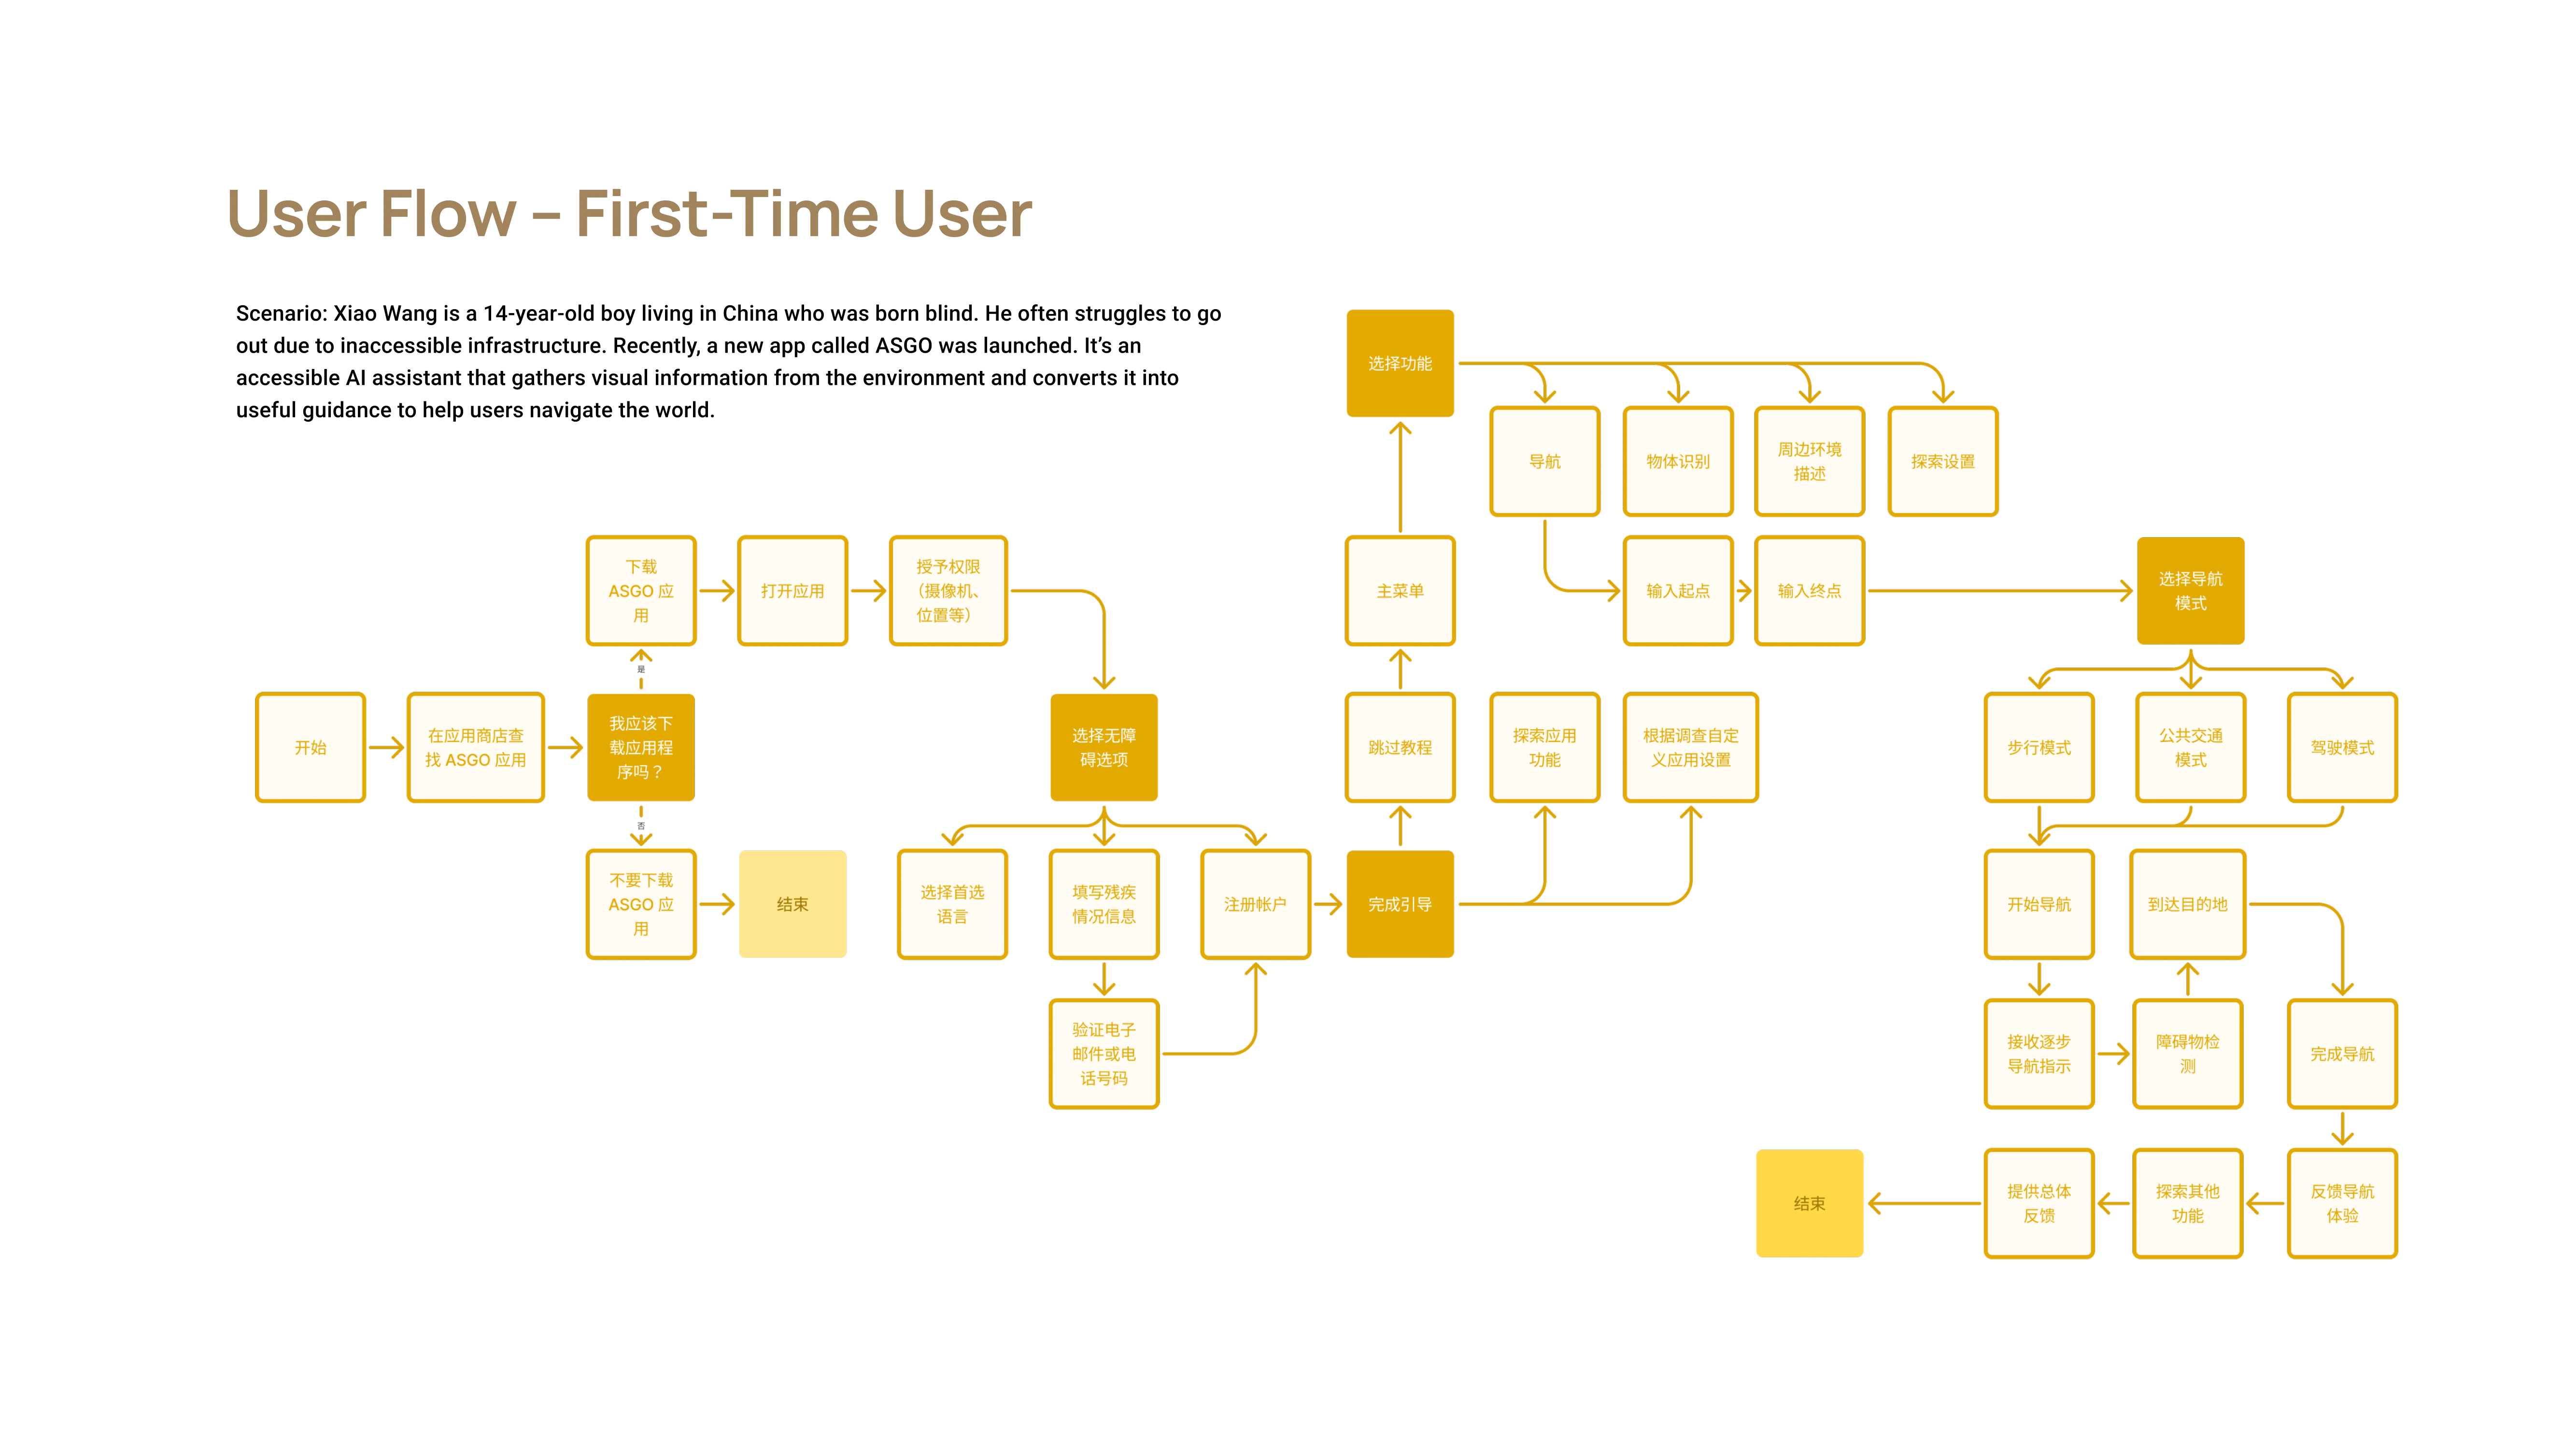 User Flow – First-Time User
Scenario: Xiao Wang is a 14-year-old boy living in China who was born blind. He often struggles to go
out due to inaccessible infrastructure. Recently, a new app called ASGO was launched. It’s an
accessible AI assistant that gathers visual information from the environment and converts it into
useful guidance to help users navigate the world.
开始
在应用商店查
找 ASGO 应用
我应该下
载应用程
序吗？
是
下载
ASGO 应
用
打开应用
授予权限
（摄像机、
位置等）
否
不要下载
ASGO 应
用
结束
选择无障
碍选项
选择首选
语言
填写残疾
情况信息
验证电子
邮件或电
话号码
注册帐户
完成引导
跳过教程
探索应用
功能
根据调查自定
义应用设置
主菜单
选择功能
导航
物体识别
周边环境
描述
探索设置
输入起点
输入终点
选择导航
模式
步行模式
公共交通
模式
驾驶模式
开始导航
接收逐步
导航指示
障碍物检
测
到达目的地
完成导航
反馈导航
体验
探索其他
功能
提供总体
反馈
结束